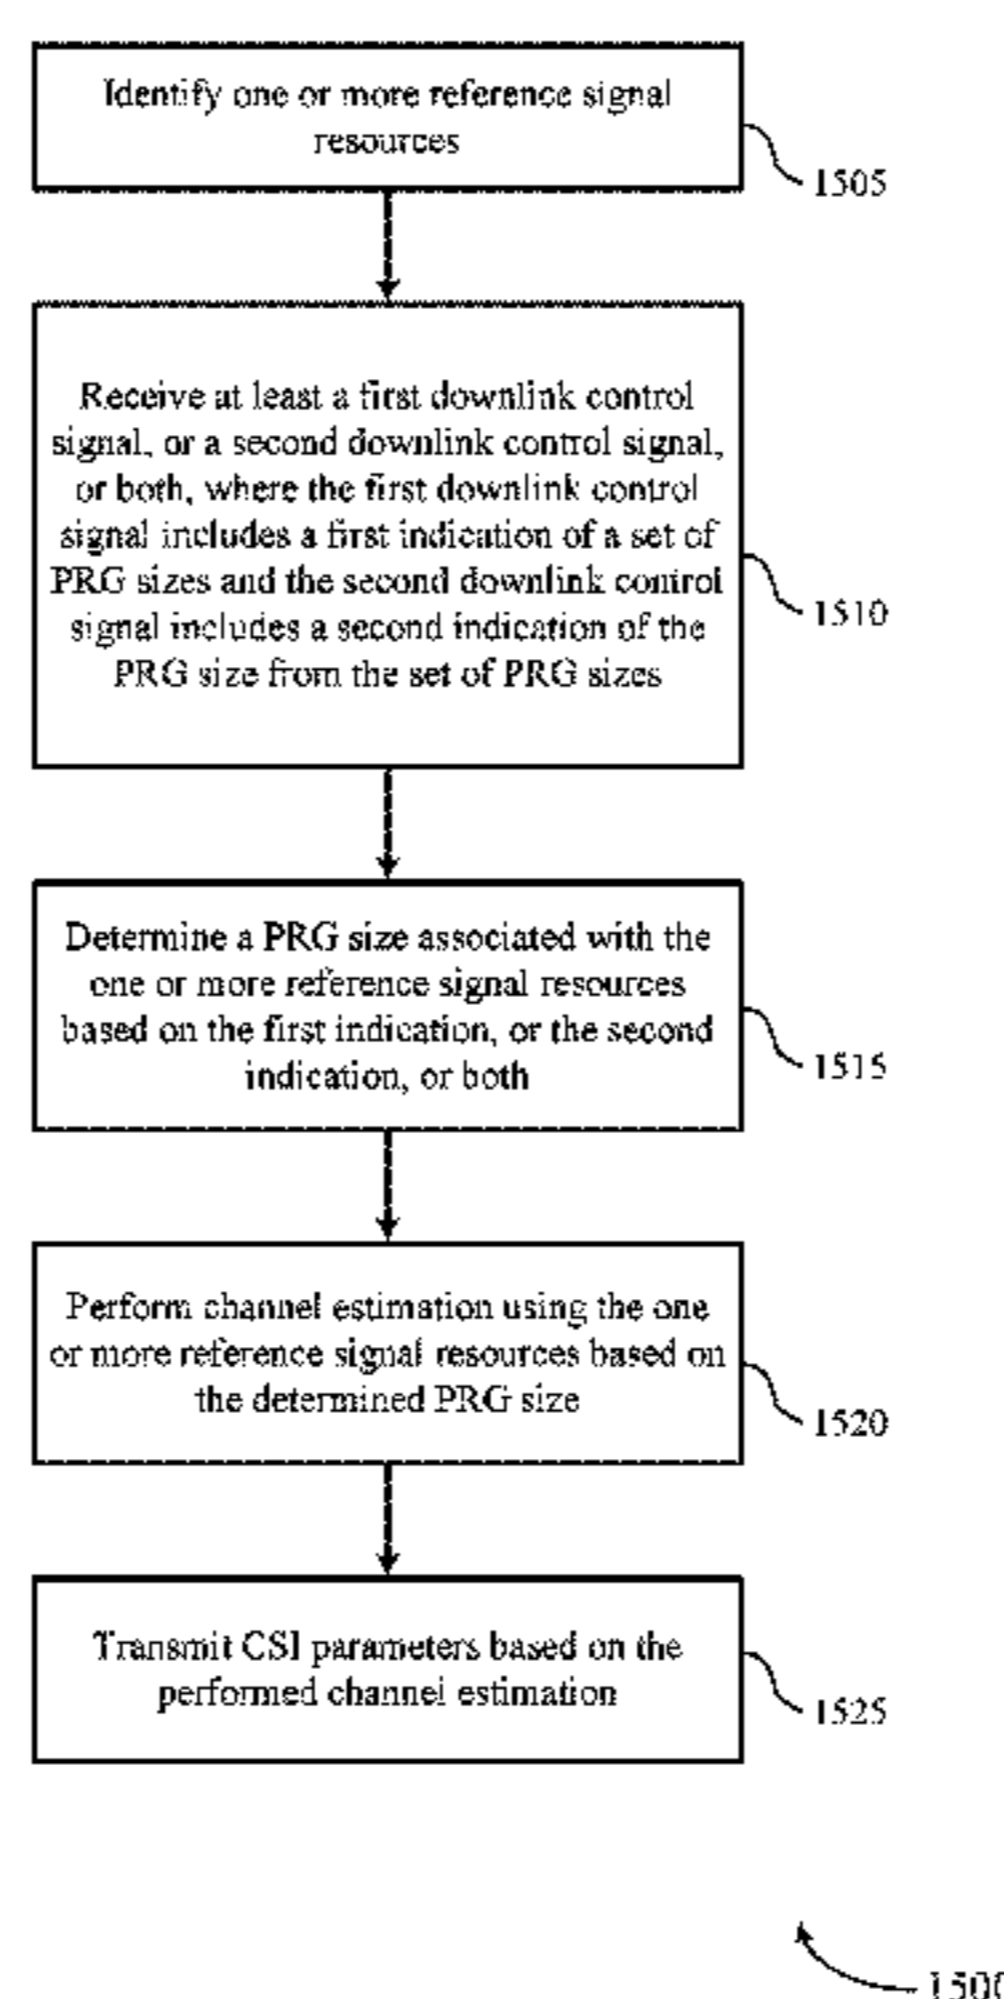 Identify one or more reference signal
resources
1505
Receive at least a first downlink control
signal, or a second downlink control signal,
or both, where the first downlink control
signal includes a first indication of a set of
PRG sizes and the second downlink control
signal includes a second indication of the
PRG size from the set of PRG sizes
1510
Determine a PRG size associated with the
one or more reference signal resources
based on the first indication, or the second
indication, or both
1515
Perform channel estimation using the one
or more reference signal resources based on
the determined PRG size
1520
Transmit CSI parameters based on the
performed channel estimation
1525
1500